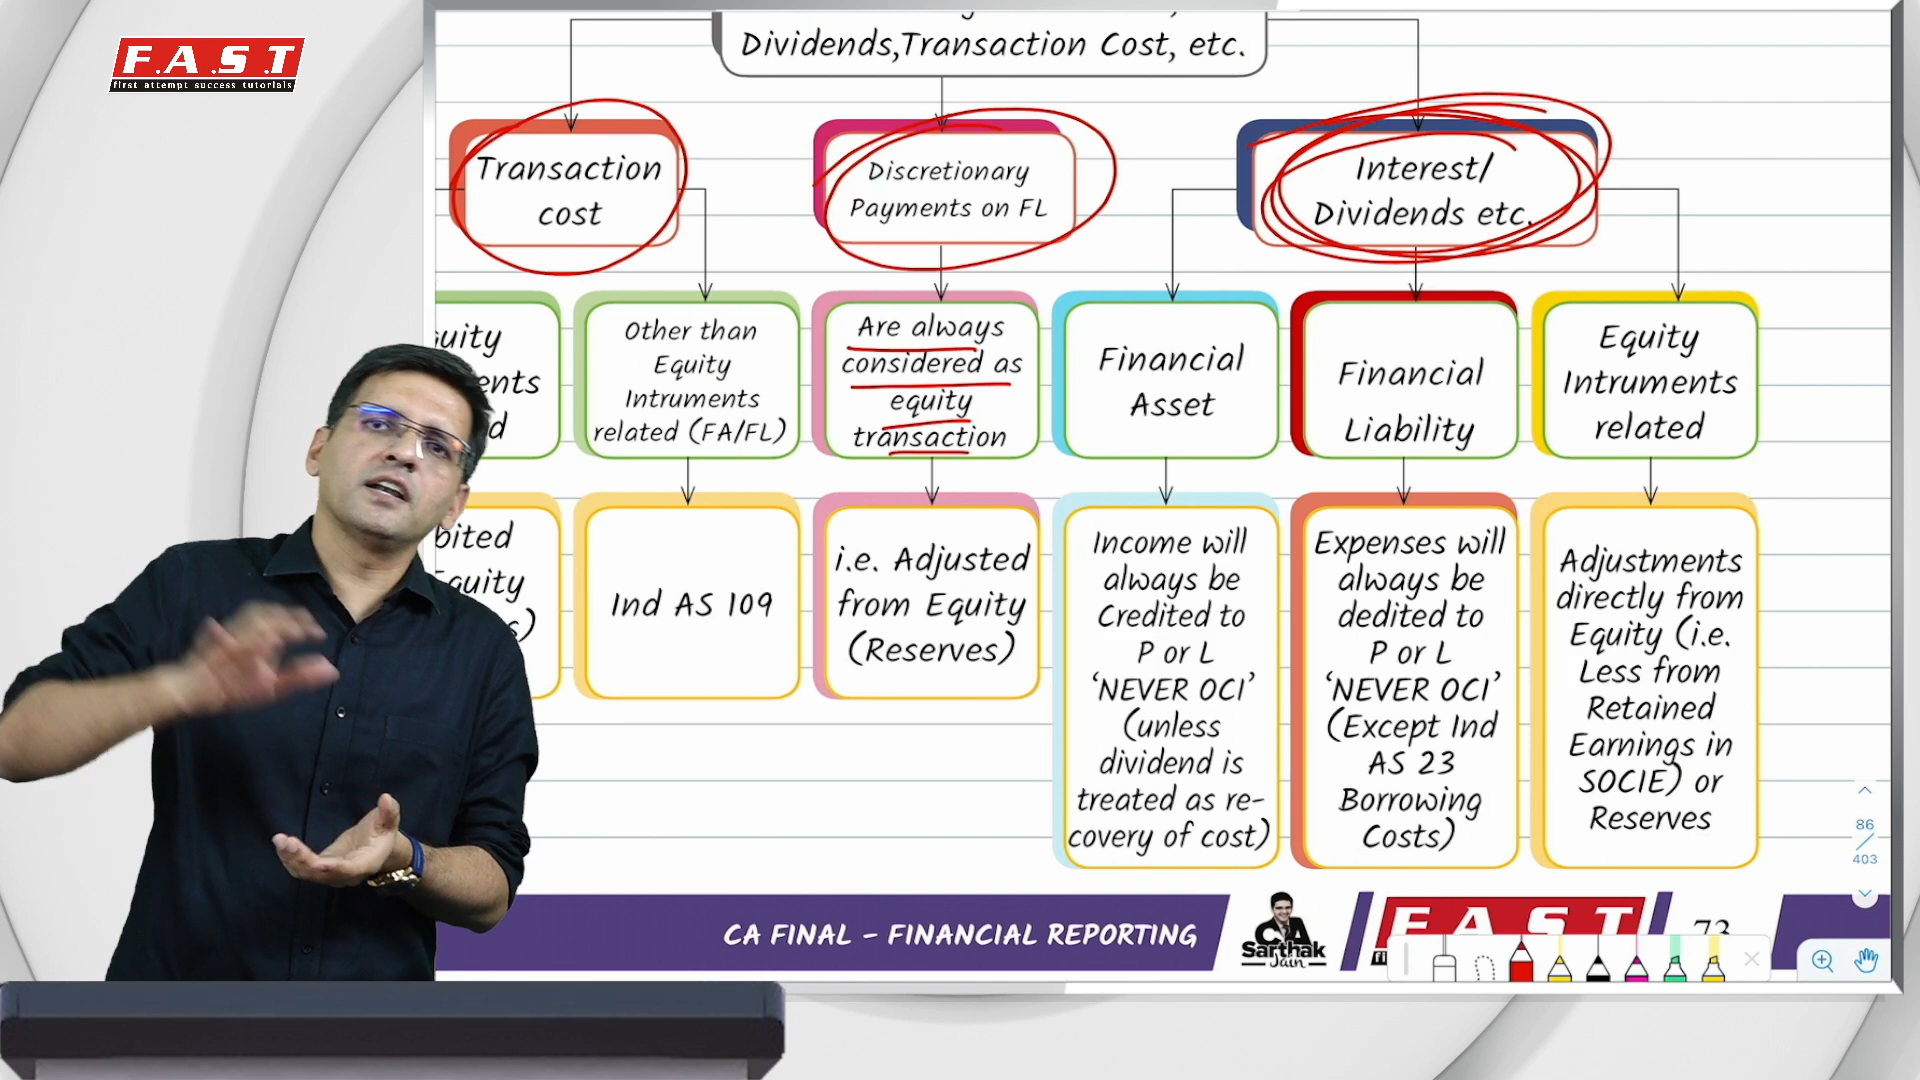 F.A.S.T
first attempt success tutorials
Dividends,Transaction Cost, etc.
Transaction
cost
Discretionary
Payments on FL
Interest/
Dividends etc.
Other than
Equity
Intruments
related (FA/FL)
Are always
considered as
equity
transaction
Financial
Asset
Financial
Liability
Equity
Intruments
related
Ind AS 109
i.e. Adjusted
from Equity
(Reserves)
Income will
always be
Credited to
P or L
‘NEVER OCI’
(unless
dividend is
treated as re-
covery of cost)
Expenses will
always be
dedited to
P or L
‘NEVER OCI’
(Except Ind
AS 23
Borrowing
Costs)
Adjustments
directly from
Equity (i.e.
Less from
Retained
Earnings in
SOCIE) or
Reserves
86
403
CA FINAL – FINANCIAL REPORTING
CA
Sarthak
Jain
F.A.S.T
73